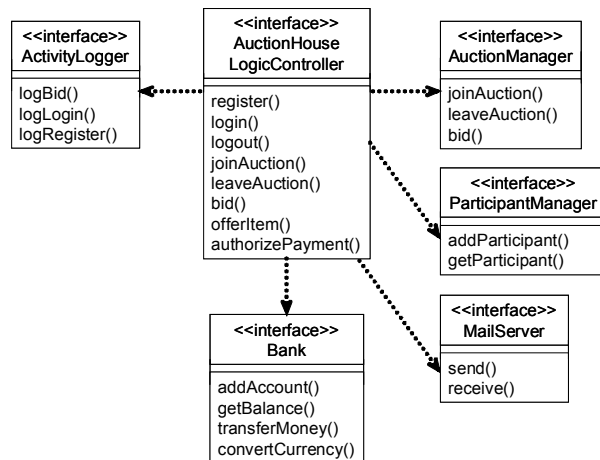 <<interface>>
ActivityLogger
logBid()
logLogin()
logRegister()
<<interface>>
AuctionHouse
LogicController
register()
login()
logout()
joinAuction()
leaveAuction()
bid()
offerItem()
authorizePayment()
<<interface>>
AuctionManager
joinAuction()
leaveAuction()
bid()
<<interface>>
ParticipantManager
addParticipant()
getParticipant()
<<interface>>
MailServer
send()
receive()
<<interface>>
Bank
addAccount()
getBalance()
transferMoney()
convertCurrency()